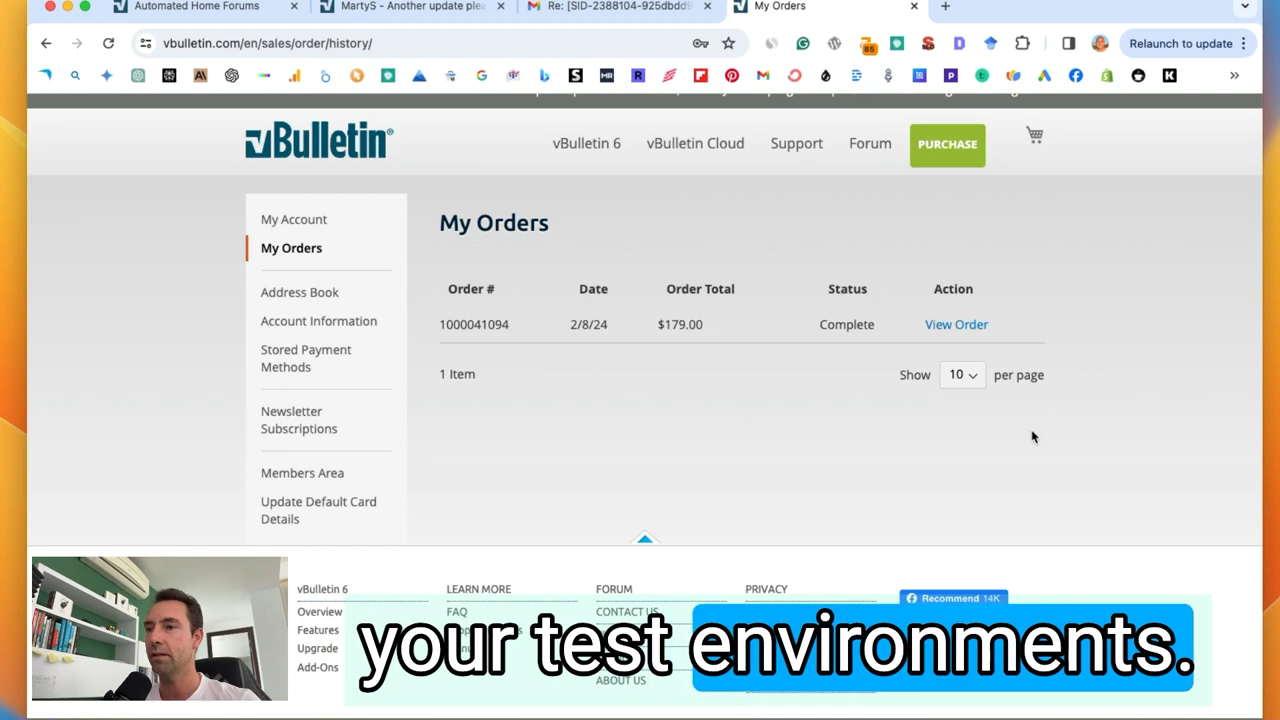 Automated Home Forums
MartyS - Another update plea
Re: [SID-2388104-925dbdd9
My Orders
vbulletin.com/en/sales/order/history/
Relaunch to update
85
vBulletin®
vBulletin 6
vBulletin Cloud
Support
Forum
PURCHASE
My Account
My Orders
Address Book
Account Information
Stored Payment
Methods
Newsletter
Subscriptions
Members Area
Update Default Card
Details
My Orders
Order # Date Order Total Status Action
1000041094 2/8/24 $179.00 Complete View Order
1 Item
Show 10 per page
vBulletin 6
Overview
Features
Upgrade
Add-Ons
LEARN MORE
FAQ
FORUM
CONTACT US
ABOUT US
PRIVACY
Recommend 14K
your test environments.